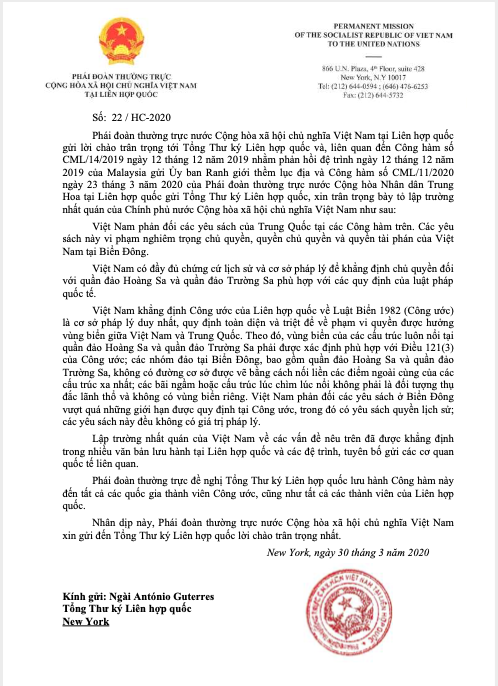 PHÁI ĐOÀN THƯỜNG TRỰC
CỘNG HÒA XÃ HỘI CHỦ NGHĨA VIỆT NAM
TẠI LIÊN HỢP QUỐC
PERMANENT MISSION
OF THE SOCIALIST REPUBLIC OF VIET NAM
TO THE UNITED NATIONS
866 U.N. Plaza, 4th Floor, suite 428
New York, N.Y 10017
Tel: (212) 644-0594 ; (646) 476-6253
Fax: (212) 644-5732
Số: 22 / HC-2020
Phái đoàn thường trực nước Cộng hòa xã hội chủ nghĩa Việt Nam tại Liên hợp quốc
gửi lời chào trân trọng tới Tổng Thư ký Liên hợp quốc và, liên quan đến Công hàm số
CML/14/2019 ngày 12 tháng 12 năm 2019 nhằm phản hồi đệ trình ngày 12 tháng 12 năm
2019 của Malaysia gửi Ủy ban Ranh giới thềm lục địa và Công hàm số CML/11/2020
ngày 23 thái 3 năm 2020 của Phái đoàn thường trực nước Cộng hòa Nhân dân Trung
Hoa tại Liên hợp quốc gửi Tổng Thư ký Liên hợp quốc, xin trân trọng bày tỏ lập trường
nhất quán của Chính phủ nước Cộng hòa xã hội chủ nghĩa Việt Nam như sau:
Việt Nam phản đối các yêu sách của Trung Quốc tại các Công hàm trên. Các yêu
sách này vi phạm nghiêm trọng chủ quyền, quyền chủ quyền và quyền tài phán của Việt
Nam tại Biển Đông.
Việt Nam có đầy đủ chứng cứ lịch sử và cơ sở pháp lý để khẳng định chủ quyền đối
với quần đảo Hoàng Sa và quần đảo Trường Sa phù hợp với các quy định của luật pháp
quốc tế.
Việt Nam khẳng định Công ước của Liên hợp quốc về Luật Biển 1982 (Công ước)
là cơ sở pháp lý duy nhất, quy định toàn diện và triệt để về phạm vi quyền được hưởng
vùng biển giữa Việt Nam và Trung Quốc. Theo đó, vùng biển của các cấu trúc luôn nổi tại
quần đảo Hoàng Sa và quần đảo Trường Sa phải được xác định phù hợp với Điều 121(3)
của Công ước; các nhóm đảo tại Biển Đông, bao gồm quần đảo Hoàng Sa và quần đảo
Trường Sa, không có đường cơ sở được vẽ bằng cách nối liền các điểm ngoài cùng của các
cấu trúc xa nhất; các bãi ngầm hoặc cấu trúc lúc chìm lúc nổi không phải là đối tượng thụ
đắc lãnh thổ và không có vùng biển riêng. Việt Nam phản đối các yêu sách ở Biển Đông
vượt quá những giới hạn được quy định tại Công ước, trong đó có yêu sách quyền lịch sử;
các yêu sách này đều không có giá trị pháp lý.
Lập trường nhất quán của Việt Nam về các vấn đề nêu trên đã được khẳng định
trong nhiều văn bản lưu hành tại Liên hợp quốc và các đệ trình, tuyên bố gửi các cơ quan
quốc tế liên quan.
Phái đoàn thường trực đề nghị Tổng Thư ký Liên hợp quốc lưu hành Công hàm này
đến tất cả các quốc gia thành viên Công ước, cũng như tất cả các thành viên của Liên hợp
quốc.
Nhân dịp này, Phái đoàn thường trực nước Cộng hòa xã hội chủ nghĩa Việt Nam
xin gửi đến Tổng Thư ký Liên hợp quốc lời chào trân trọng nhất.
New York, ngày 30 tháng 3 năm 2020
Kính gửi: Ngài António Guterres
Tổng Thư ký Liên hợp quốc
New York